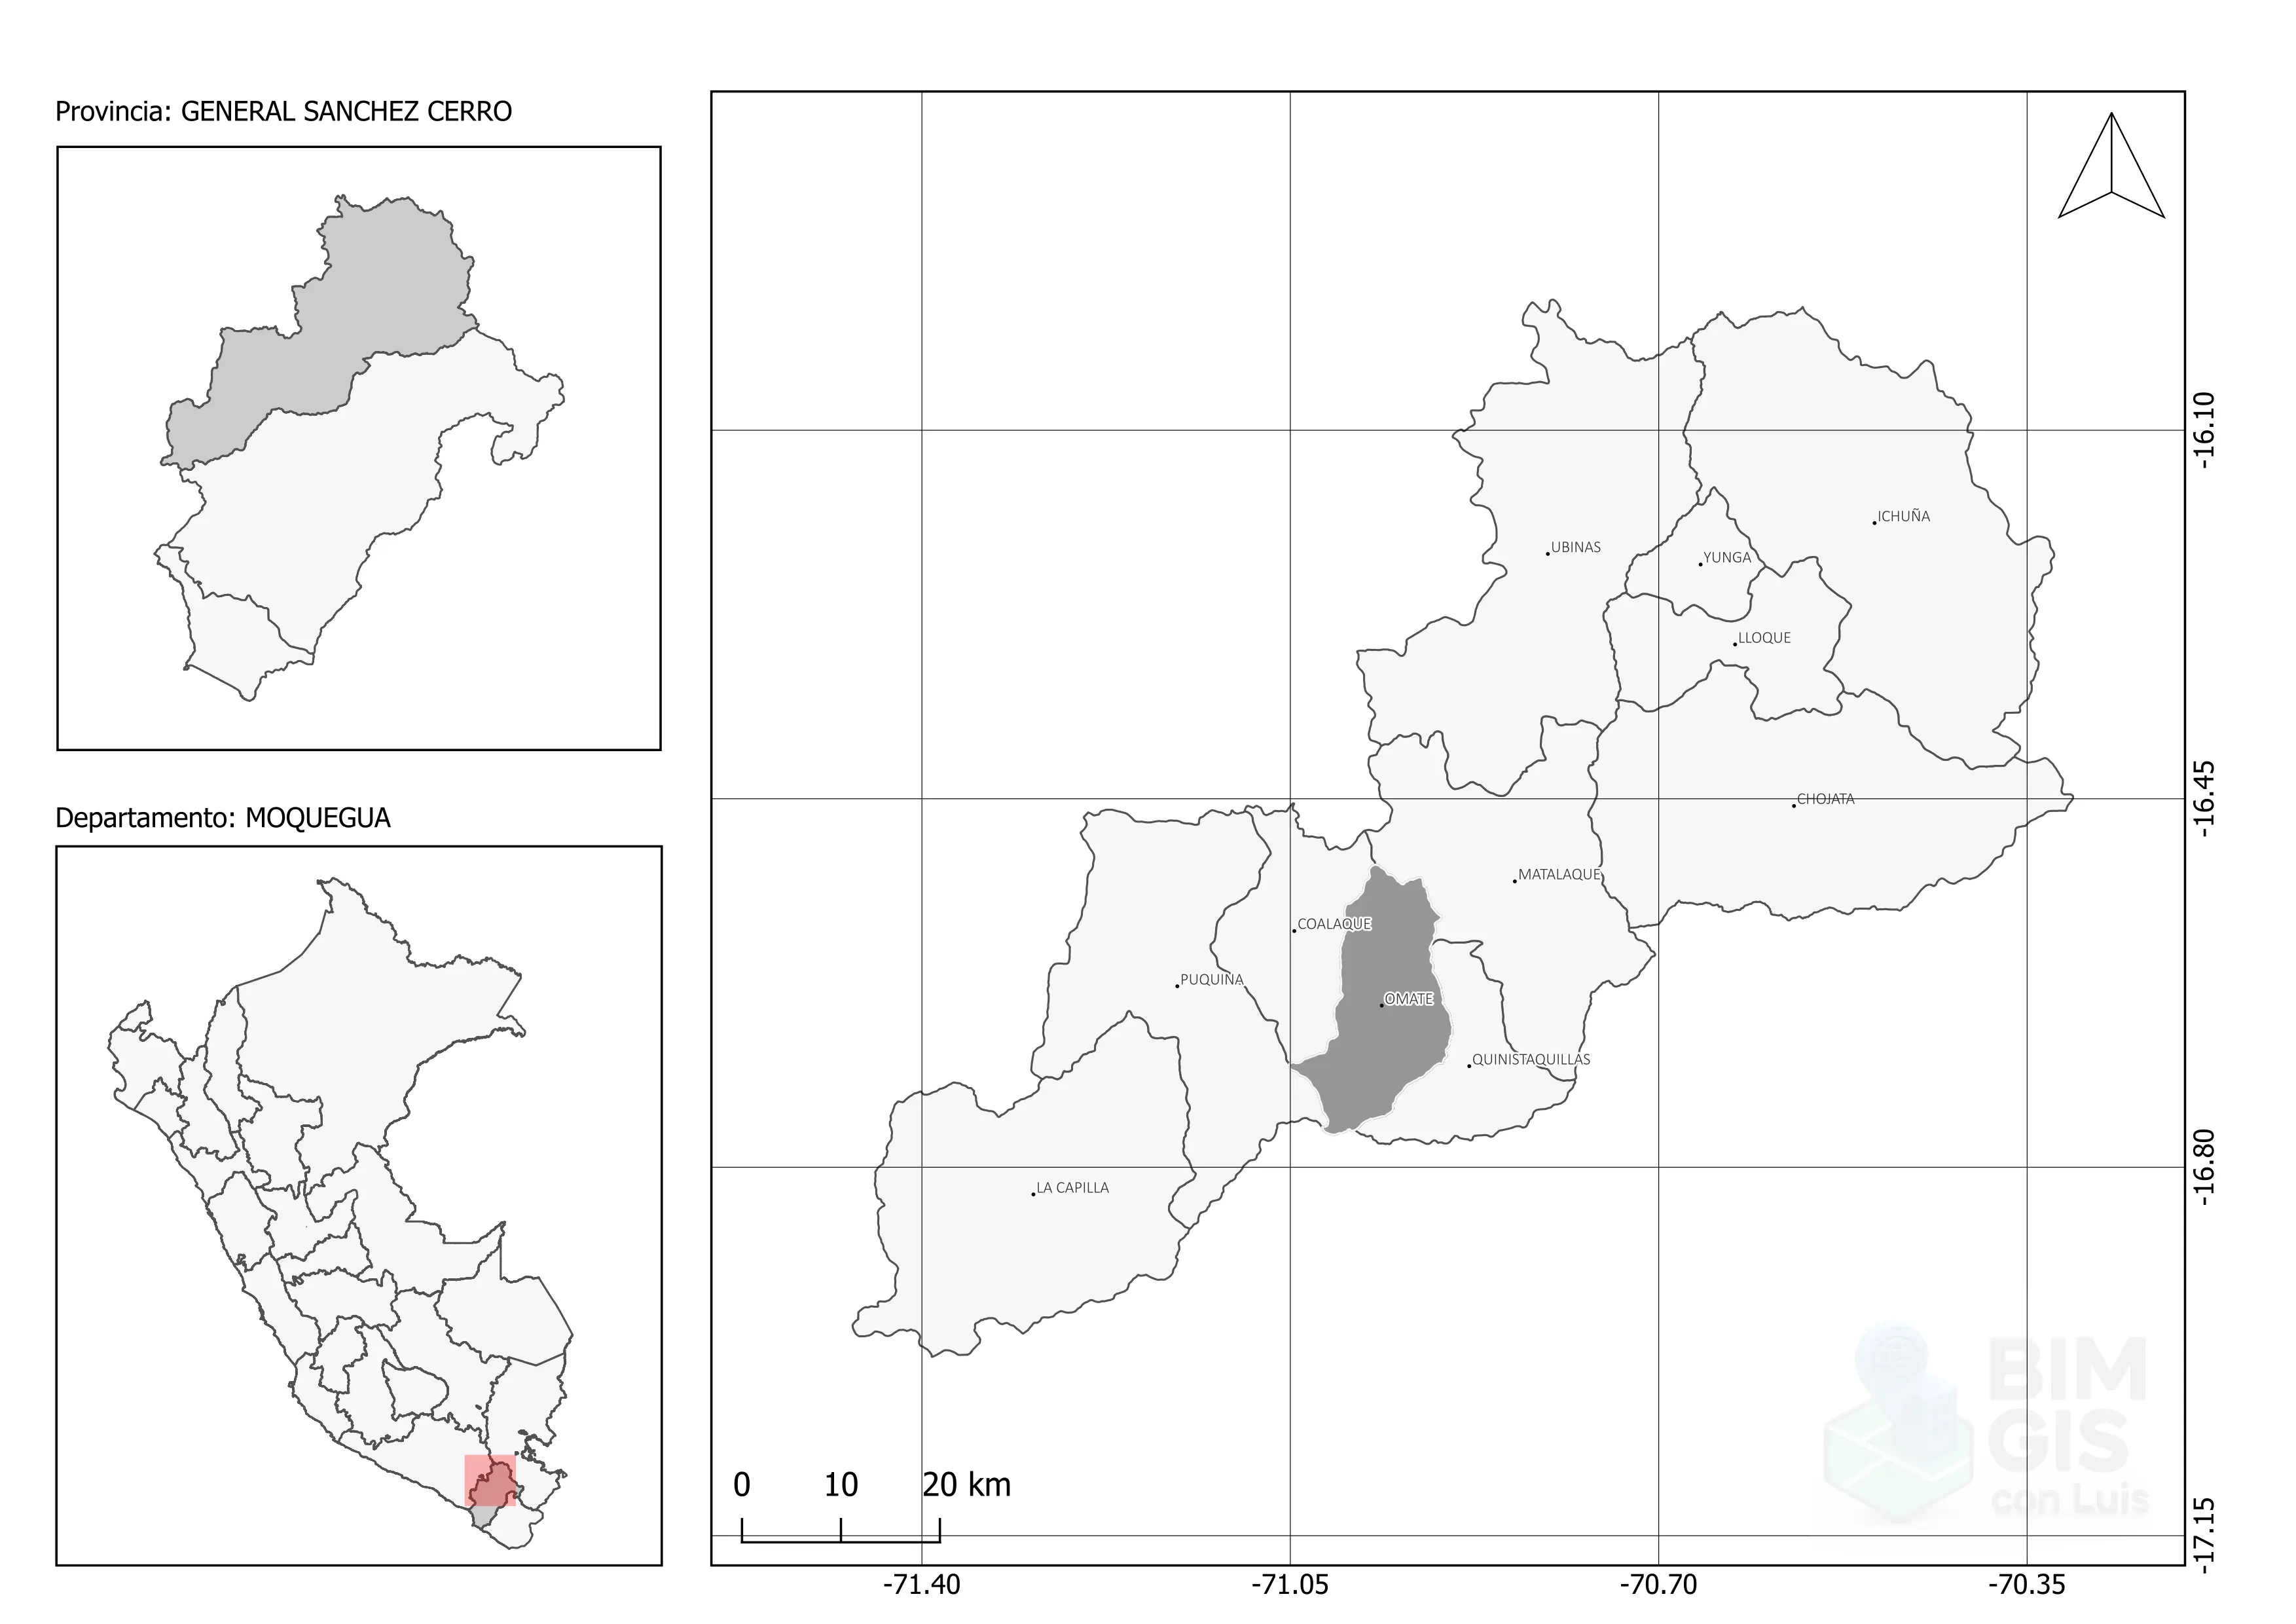 Provincia: GENERAL SANCHEZ CERRO
Departamento: MOQUEGUA
ICHUÑA
UBINAS
YUNGA
LLOQUE
CHOJATA
MATALAQUE
COALAQUE
PUQUINA
OMATE
QUINISTAQUILLAS
LA CAPILLA
-16.10
-16.45
-16.80
-17.15
BIM
GIS
con Luis
0 10 20 km
-71.40 -71.05 -70.70 -70.35